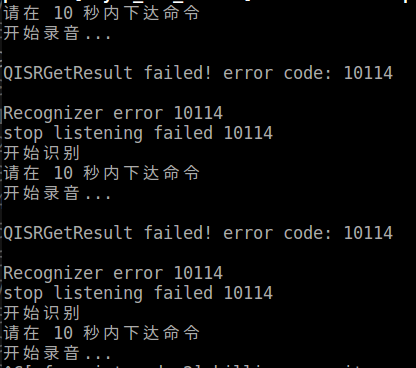 请在 10 秒内下达命令
开始录音...
QISRGetResult failed! error code: 10114
Recognizer error 10114
stop listening failed 10114
开始识别
请在 10 秒内下达命令
开始录音...
QISRGetResult failed! error code: 10114
Recognizer error 10114
stop listening failed 10114
开始识别
请在 10 秒内下达命令
开始录音...